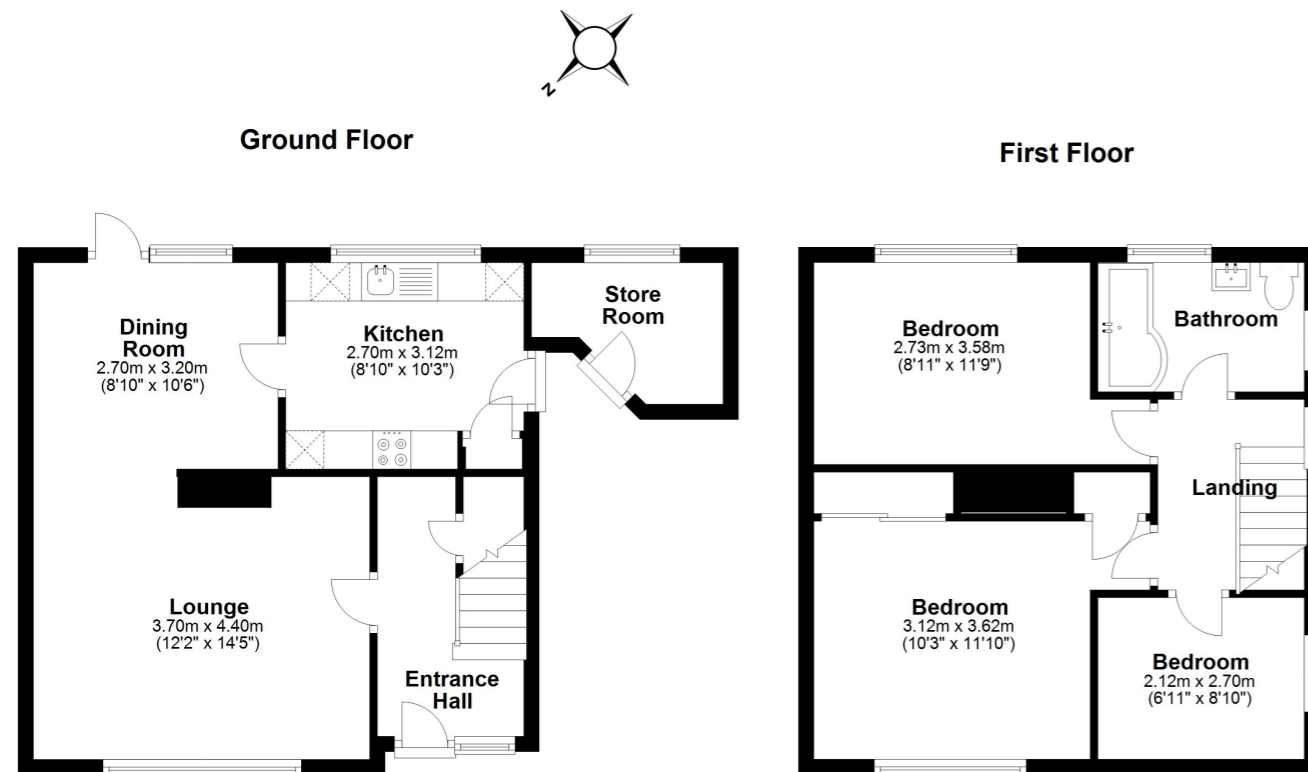 N
Ground Floor
First Floor
Dining
Room
2.70m x 3.20m
(8'10" x 10'6")
Kitchen
2.70m x 3.12m
(8'10" x 10'3")
Store
Room
Lounge
3.70m x 4.40m
(12'2" x 14'5")
Entrance
Hall
Bedroom
2.73m x 3.58m
(8'11" x 11'9")
Bathroom
Landing
Bedroom
3.12m x 3.62m
(10'3" x 11'10")
Bedroom
2.12m x 2.70m
(6'11" x 8'10")